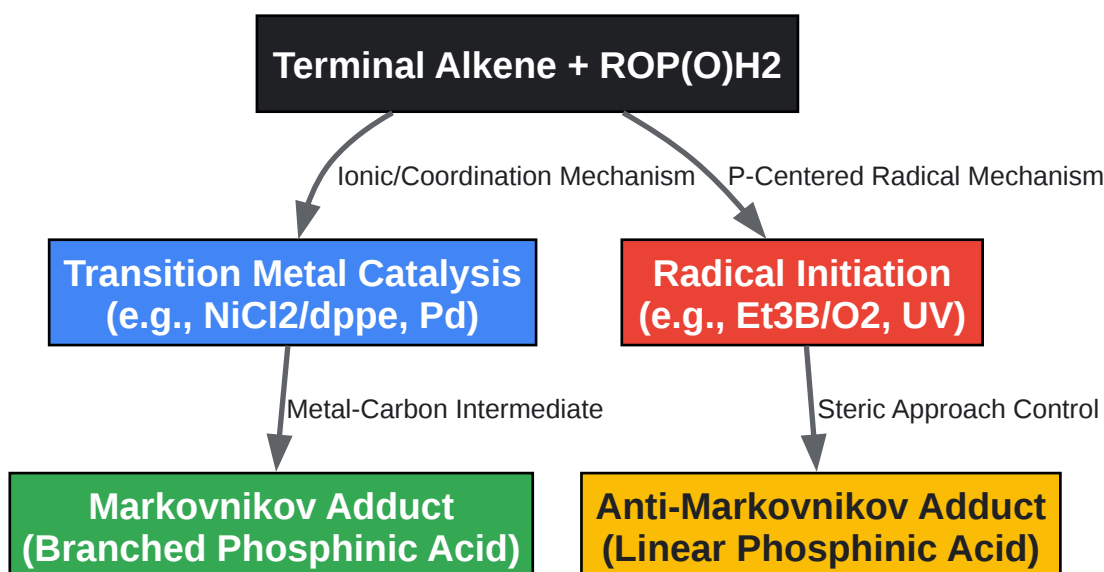 Terminal Alkene + ROP(O)H2
Ionic/Coordination Mechanism
P-Centered Radical Mechanism
Transition Metal Catalysis
(e.g., NiCl2/dppe, Pd)
Radical Initiation
(e.g., Et3B/O2, UV)
Metal-Carbon Intermediate
Steric Approach Control
Markovnikov Adduct
(Branched Phosphinic Acid)
Anti-Markovnikov Adduct
(Linear Phosphinic Acid)